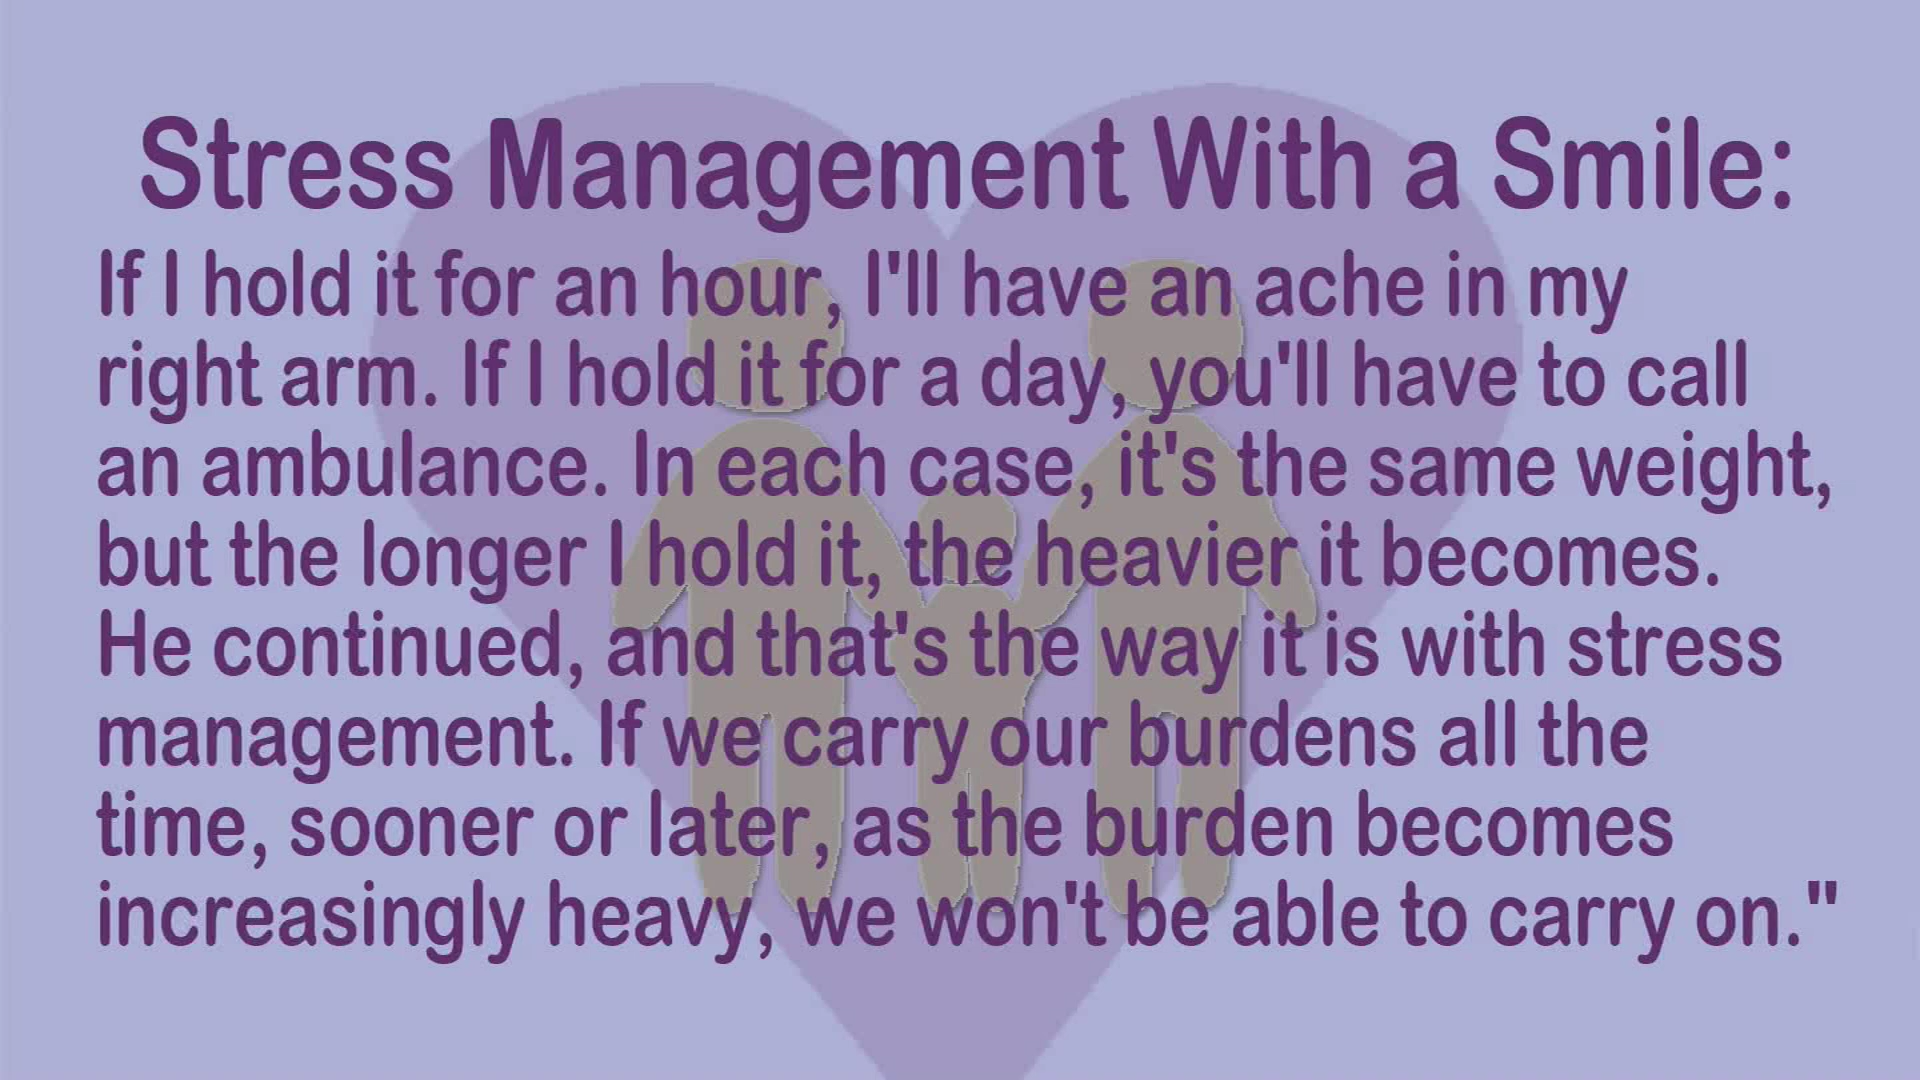 Stress Management With a Smile:
If I hold it for an hour, I'll have an ache in my
right arm. If I hold it for a day, you'll have to call
an ambulance. In each case, it's the same weight,
but the longer I hold it, the heavier it becomes.
He continued, and that's the way it is with stress
management. If we carry our burdens all the
time, sooner or later, as the burden becomes
increasingly heavy, we won't be able to carry on."